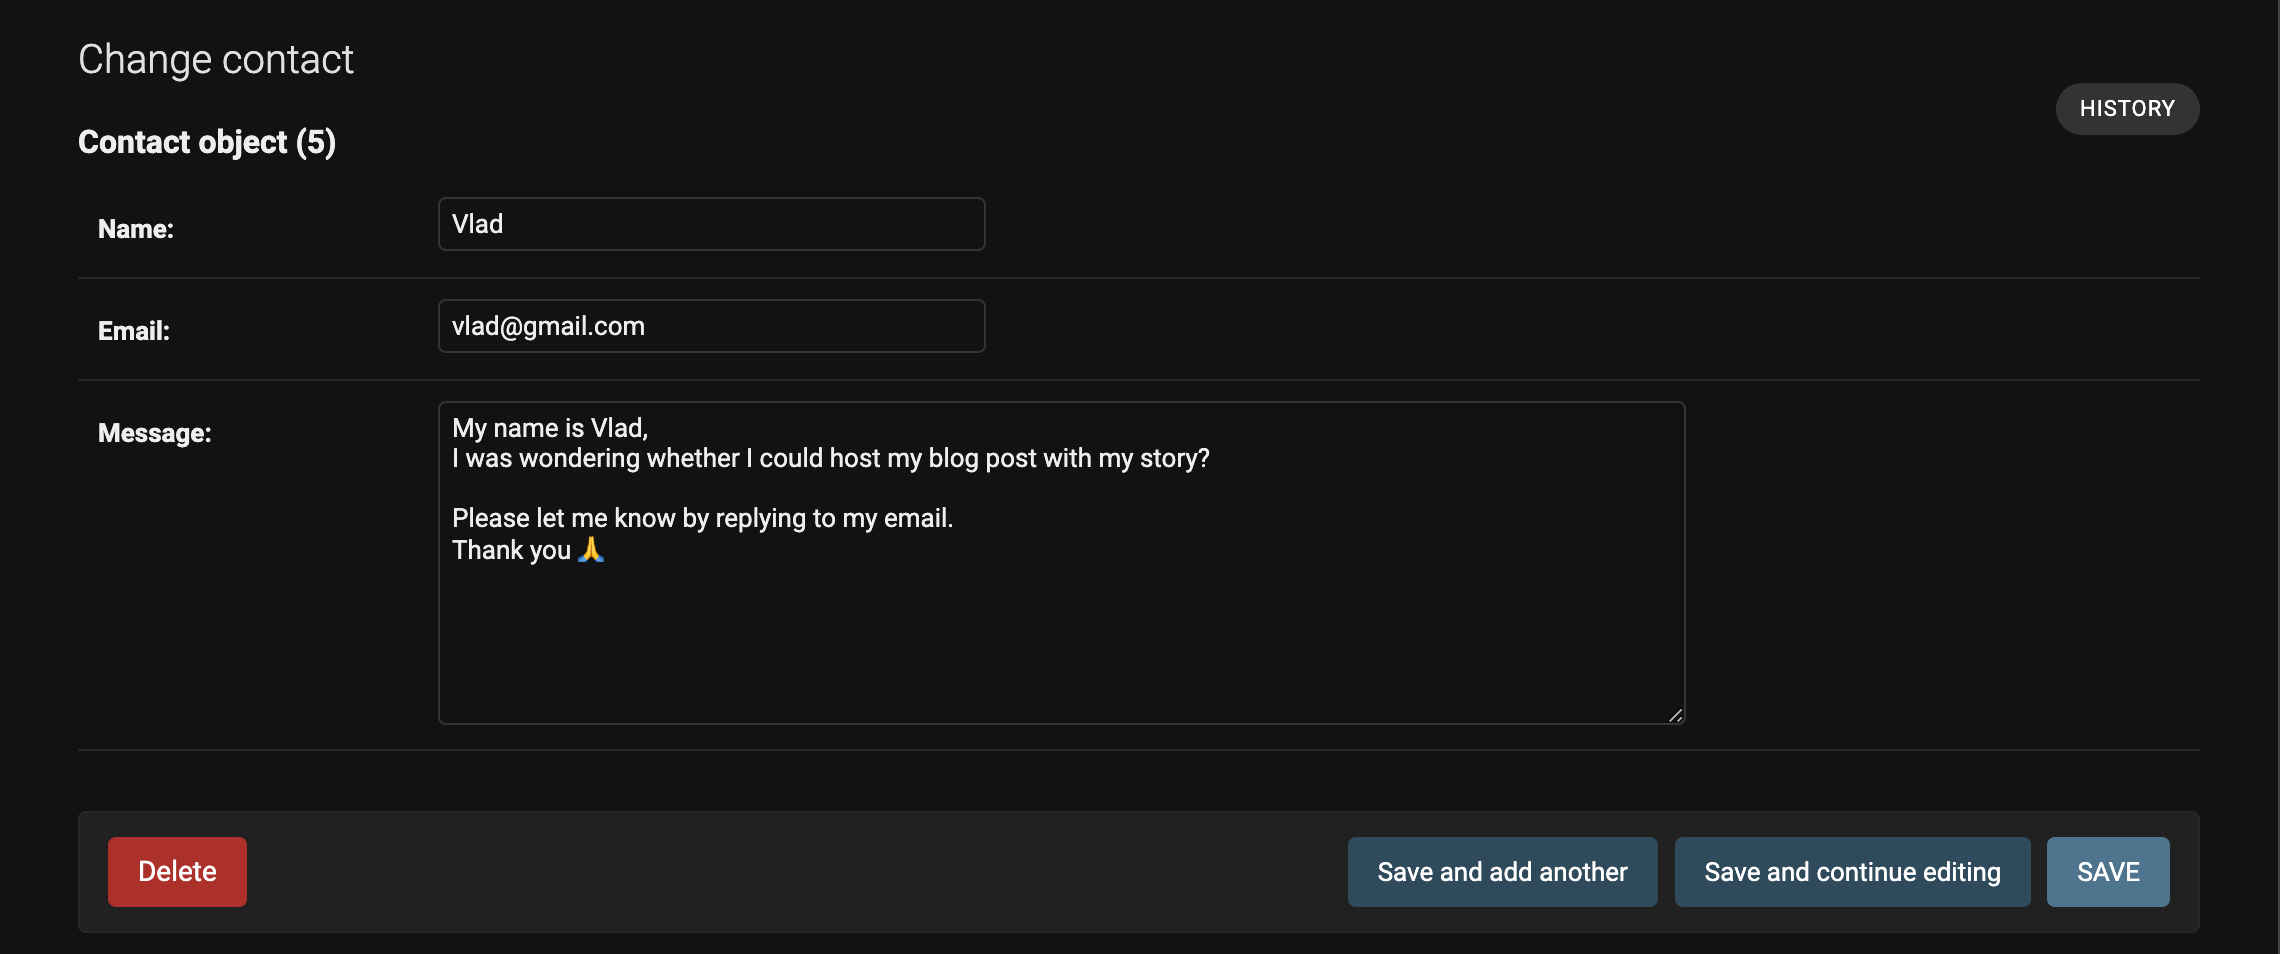 Change contact
HISTORY
Contact object (5)
Name:
Vlad
Email:
vlad@gmail.com
Message:
My name is Vlad,
I was wondering whether I could host my blog post with my story?
Please let me know by replying to my email.
Thank you 🙏
Delete
Save and add another
Save and continue editing
SAVE